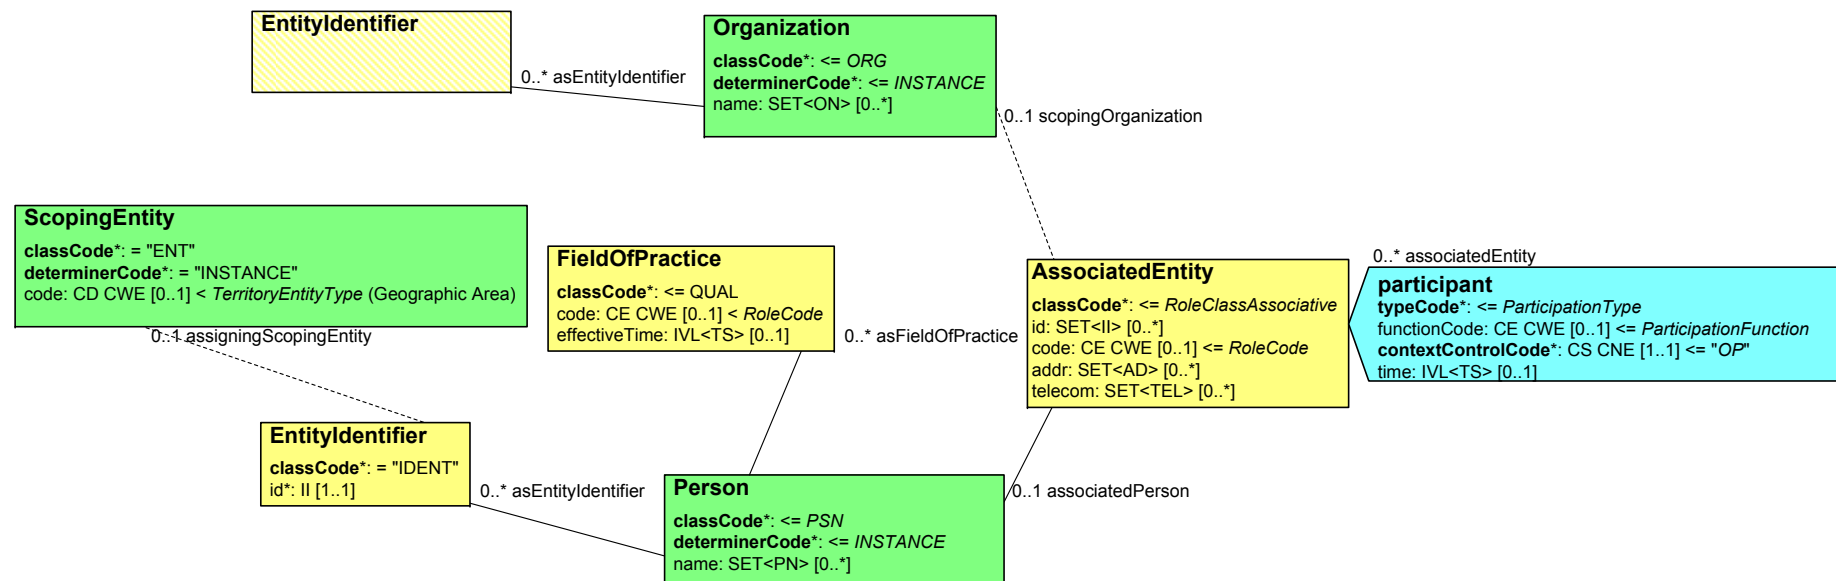 EntityIdentifier
0..* asEntityIdentifier
Organization
classCode*: <= ORG
determinerCode*: <= INSTANCE
name: SET<ON> [0..*]
0..1 scopingOrganization
ScopingEntity
classCode*: = "ENT"
determinerCode*: = "INSTANCE"
code: CD CWE [0..1] < TerritoryEntityType (Geographic Area)
0..1 assigningScopingEntity
FieldOfPractice
classCode*: <= QUAL
code: CE CWE [0..1] < RoleCode
effectiveTime: IVL<TS> [0..1]
0..* asFieldOfPractice
AssociatedEntity
classCode*: <= RoleClassAssociative
id: SET<II> [0..*]
code: CE CWE [0..1] <= RoleCode
addr: SET<AD> [0..*]
telecom: SET<TEL> [0..*]
0..* associatedEntity
participant
typeCode*: <= ParticipationType
functionCode: CE CWE [0..1] <= ParticipationFunction
contextControlCode*: CS CNE [1..1] <= "OP"
time: IVL<TS> [0..1]
EntityIdentifier
classCode*: = "IDENT"
id*: II [1..1]
0..* asEntityIdentifier
Person
classCode*: <= PSN
determinerCode*: <= INSTANCE
name: SET<PN> [0..*]
0..1 associatedPerson